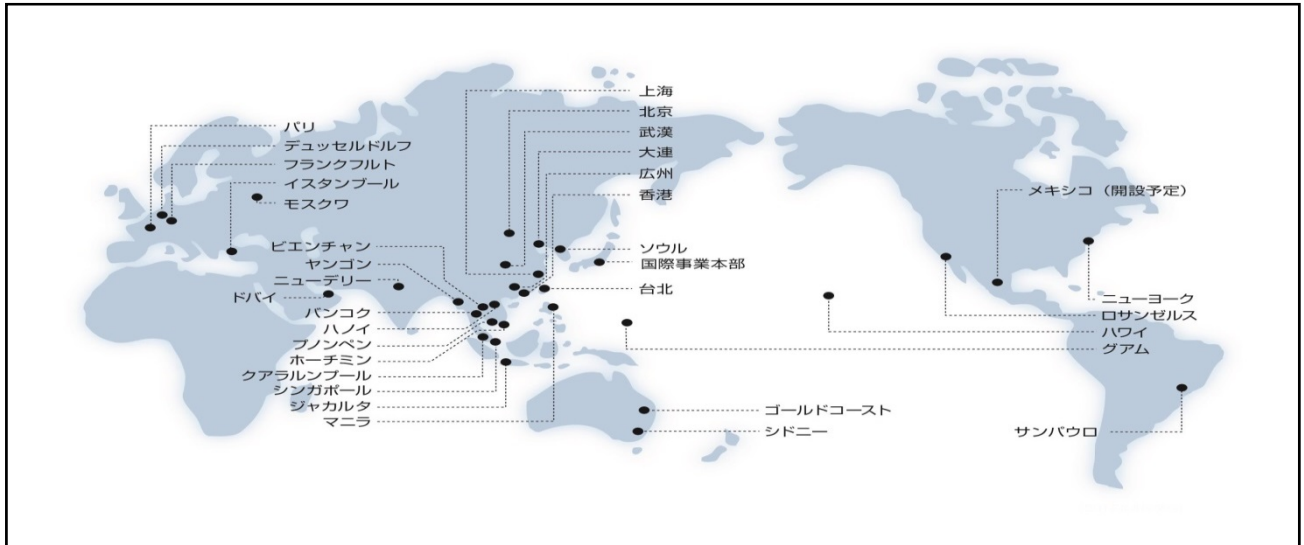 上海
北京
武漢
大連
広州
香港
パリ
デュッセルドルフ
フランクフルト
イスタンブール
モスクワ
メキシコ（開設予定）
ビエンチャン
ヤンゴン
ニューデリー
ドバイ
バンコク
ハノイ
プノンペン
ホーチミン
クアラルンプール
シンガポール
ジャカルタ
マニラ
ソウル
国際事業本部
台北
ニューヨーク
ロサンゼルス
ハワイ
グアム
ゴールドコースト
シドニー
サンパウロ